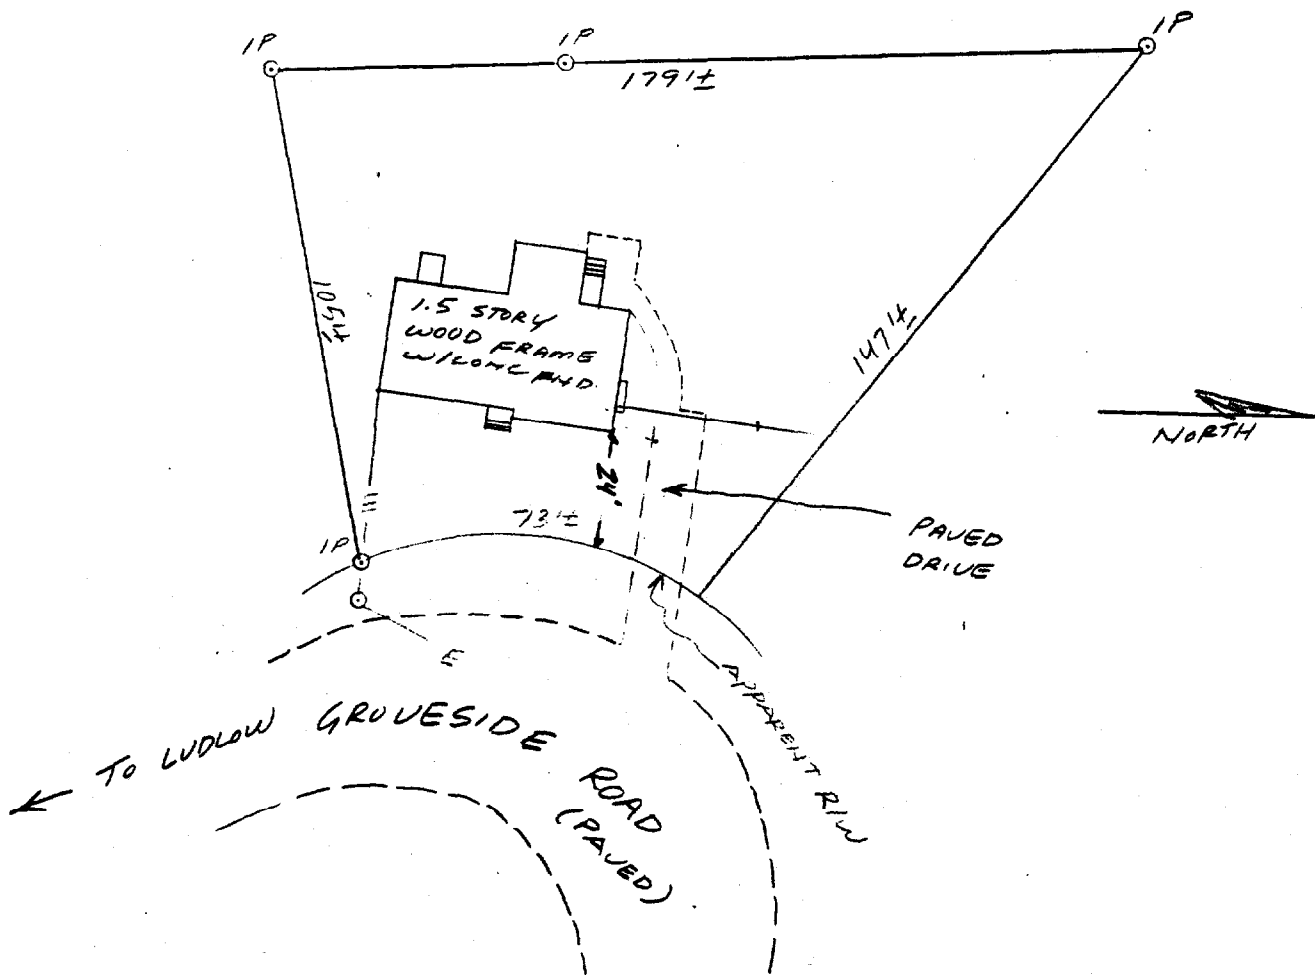 IP
IP
IP
179'±
105'±
147'±
1.5 STORY
WOOD FRAME
W/CONC FND.
NORTH
24'
73'±
IP
PAVED
DRIVE
E
APPARENT R/W
TO LUDLOW
GROVESIDE
ROAD
(PAVED)